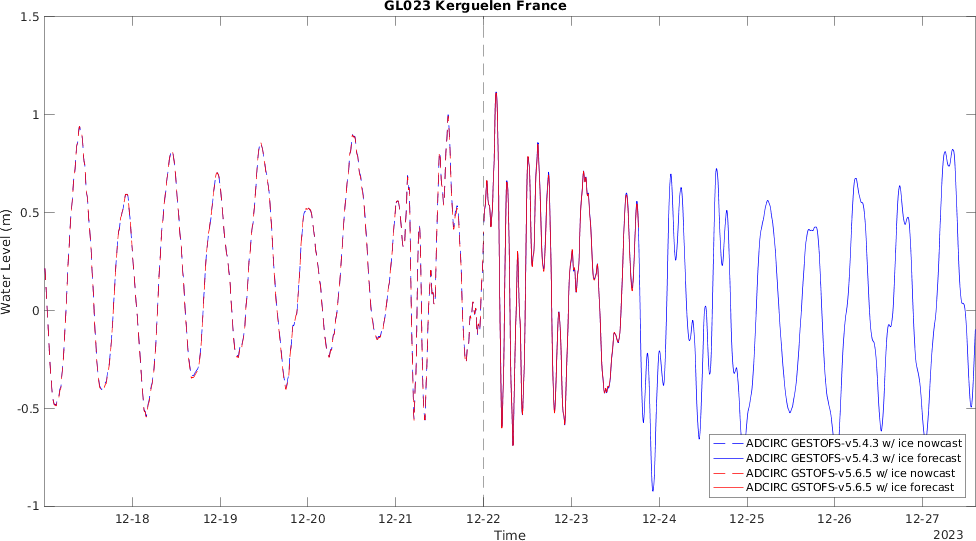 GL023 Kerguelen France
1.5
1
0.5
0
-0.5
-1
Water Level (m)
12-18
12-19
12-20
12-21
12-22
12-23
12-24
12-25
12-26
12-27
Time
2023
ADCIRC GESTOFS-v5.4.3 w/ ice nowcast
ADCIRC GESTOFS-v5.4.3 w/ ice forecast
ADCIRC GSTOFS-v5.6.5 w/ ice nowcast
ADCIRC GSTOFS-v5.6.5 w/ ice forecast